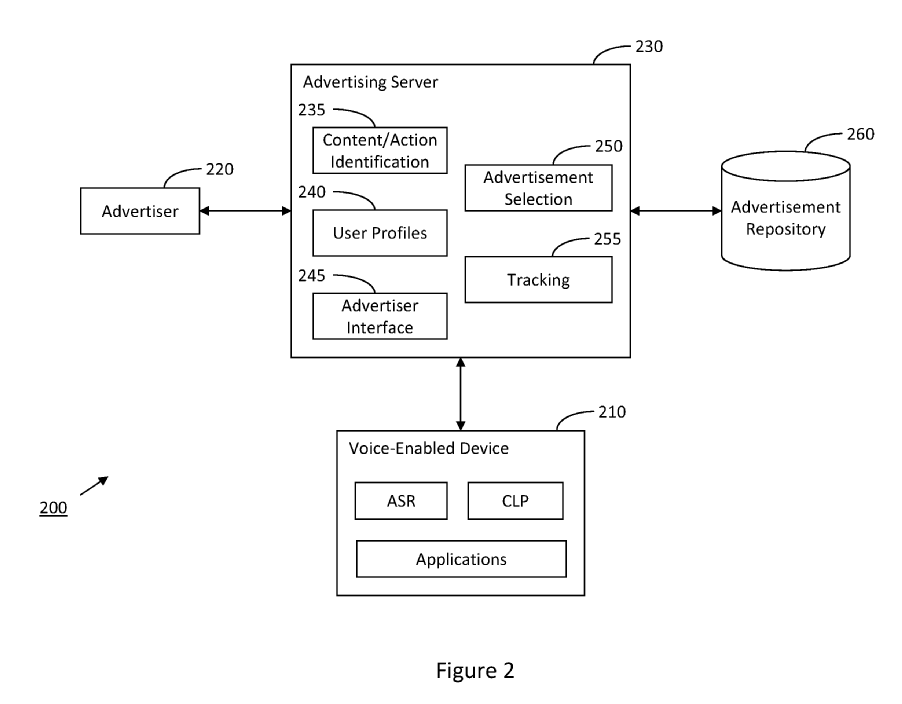 230
Advertising Server
235
Content/Action
Identification
250
Advertisement
Selection
260
Advertisement
Repository
220
Advertiser
240
User Profiles
255
Tracking
245
Advertiser
Interface
210
Voice-Enabled Device
ASR
CLP
Applications
200
Figure 2